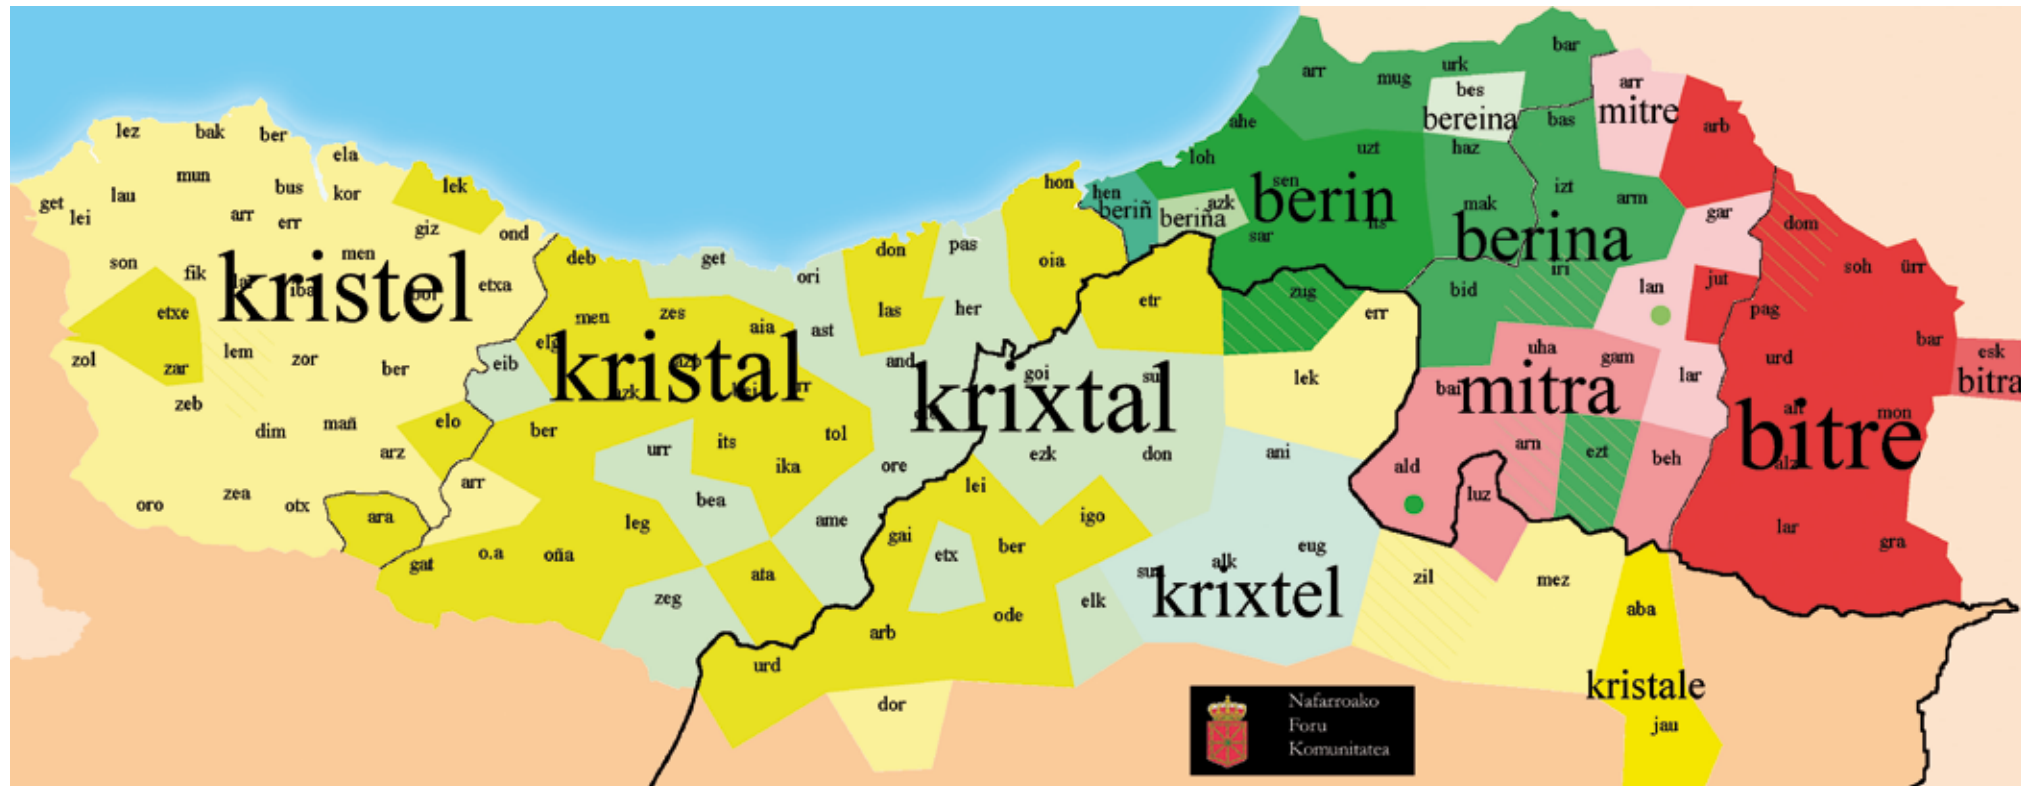 bar
arr
mug
urk
arr
bes
mitre
bereina
bas
arb
lez
bak
ber
ahe
ela
loh
uzt
haz
mun
lau
bus
kor
lek
hon
hen
sen
izt
arm
get
lei
arr
err
giz
ond
beriñ
beriña
azk
berin
mak
gar
dom
sar
berina
son
fik
men
kristel
etxa
deb
get
ori
don
pas
oia
iri
soh
ürr
etxe
men
zes
aia
ast
las
her
etr
zug
err
bid
lan
jut
pag
zol
zar
lem
zor
ber
eib
kristal
and
krixtal
goi
lek
uha
gam
lar
urd
bar
esk
bitra
bai
mitra
zeb
dim
mañ
elo
ber
its
tol
mon
bitre
arz
urr
ika
ore
ezk
don
ani
ald
arn
ezt
beh
oro
zea
otx
arr
ara
bea
leg
ame
lei
igo
luz
lar
gra
gat
o.a
oña
ata
gai
etx
ber
eug
alk
krixtel
zil
mez
zeg
arb
ode
elk
aba
urd
kristale
dor
jau
Nafarroako
Foru
Komunitatea